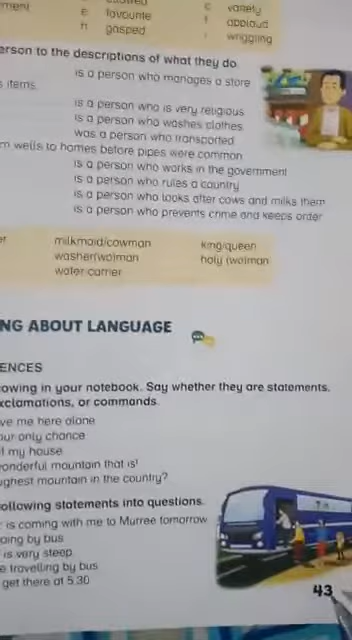 ment e favourite c variety
n gasped f applaud
i wriggling
erson to the descriptions of what they do
is a person who manages a store
s items.
is a person who is very religious
is a person who washes clothes
was a person who transported
m wells to homes before pipes were common
is a person who works in the government
is a person who rules a country
is a person who looks after cows and milks them
is a person who prevents crime and keeps order
er milkmaid/cowman king/queen
washer(wo)man holy (wo)man
water carrier
NG ABOUT LANGUAGE
ENCES
owing in your notebook. Say whether they are statements,
xclamations, or commands.
ve me here alone
our only chance
f my house
onderful mountain that is!
ughest mountain in the country?
ollowing statements into questions.
is coming with me to Murree tomorrow
oing by bus
is very steep
e travelling by bus
get there at 5.30
43